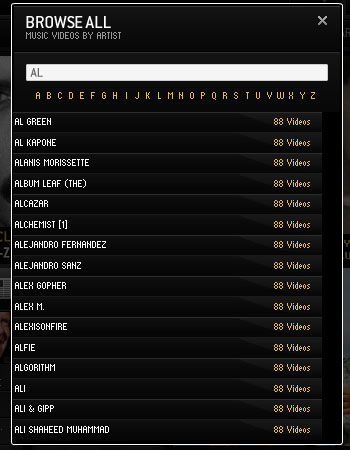 BROWSE ALL
MUSIC VIDEOS BY ARTIST
AL
A B C D E F G H I J K L M N O P Q R S T U V W X Y Z
AL GREEN 88 Videos
AL KAPONE 88 Videos
ALANIS MORISSETTE 88 Videos
ALBUM LEAF (THE) 88 Videos
ALCAZAR 88 Videos
ALCHEMIST [1] 88 Videos
ALEJANDRO FERNANDEZ 88 Videos
ALEJANDRO SANZ 88 Videos
ALEX GOPHER 88 Videos
ALEX M. 88 Videos
ALEXISONFIRE 88 Videos
ALFIE 88 Videos
ALGORITHM 88 Videos
ALI 88 Videos
ALI & GIPP 88 Videos
ALI SHAHEED MUHAMMAD 88 Videos